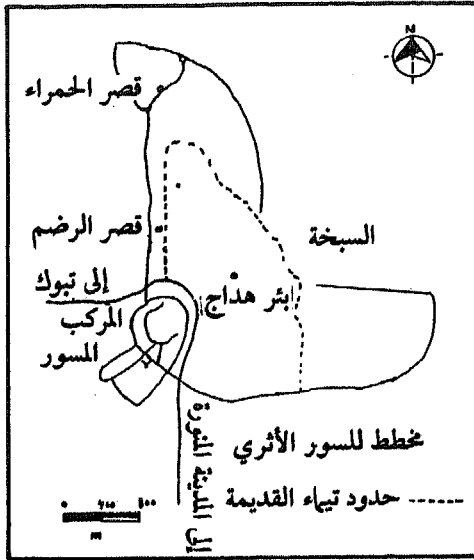 N
قصر الحمراء
قصر الرضم
السبخة
إلى تبوك
بئر هداج
المركب
المسور
إلى المدينة المنورة
مخطط للسور الأثري
حدود تيماء القديمة
٠
M